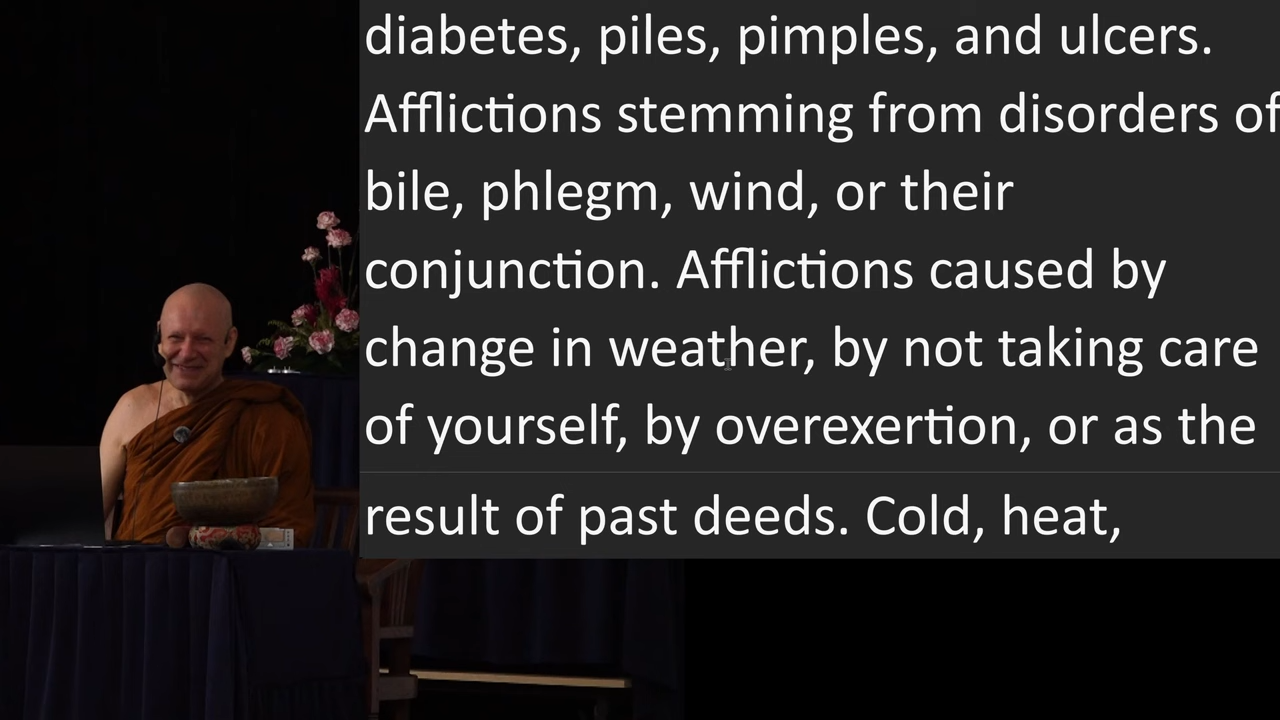 diabetes, piles, pimples, and ulcers.
Afflictions stemming from disorders of
bile, phlegm, wind, or their
conjunction. Afflictions caused by
change in weather, by not taking care
of yourself, by overexertion, or as the
result of past deeds. Cold, heat,